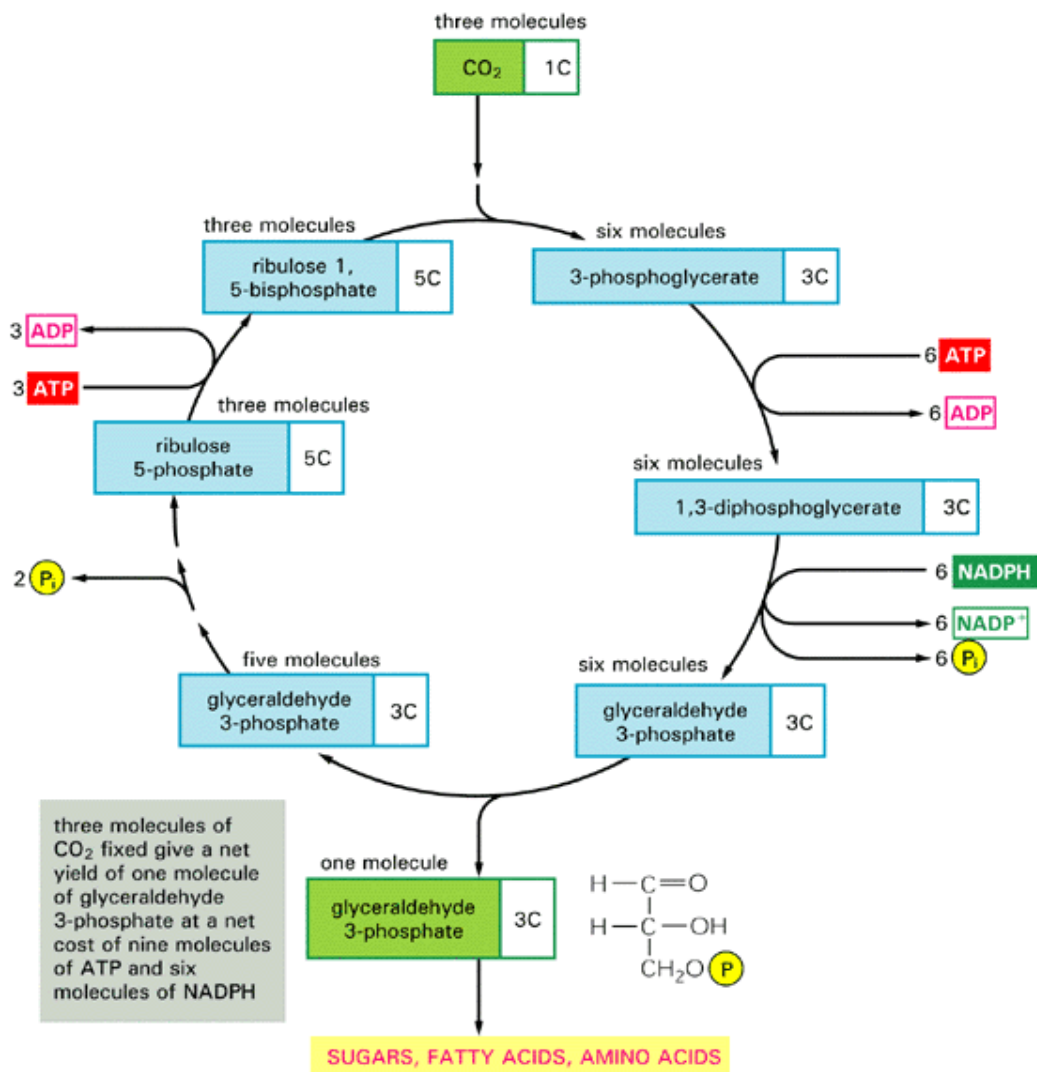 three molecules
CO₂ 1C
three molecules
ribulose 1,
5-bisphosphate
5C
six molecules
3-phosphoglycerate 3C
3 ADP
3 ATP
6 ATP
6 ADP
three molecules
ribulose
5-phosphate
5C
six molecules
1,3-diphosphoglycerate 3C
2 Pi
6 NADPH
6 NADP⁺
6 Pi
five molecules
glyceraldehyde
3-phosphate
3C
six molecules
glyceraldehyde
3-phosphate
3C
three molecules of
CO₂ fixed give a net
yield of one molecule
of glyceraldehyde
3-phosphate at a net
cost of nine molecules
of ATP and six
molecules of NADPH
one molecule
glyceraldehyde
3-phosphate
3C
H—C=O
H—C—OH
CH₂O P
SUGARS, FATTY ACIDS, AMINO ACIDS